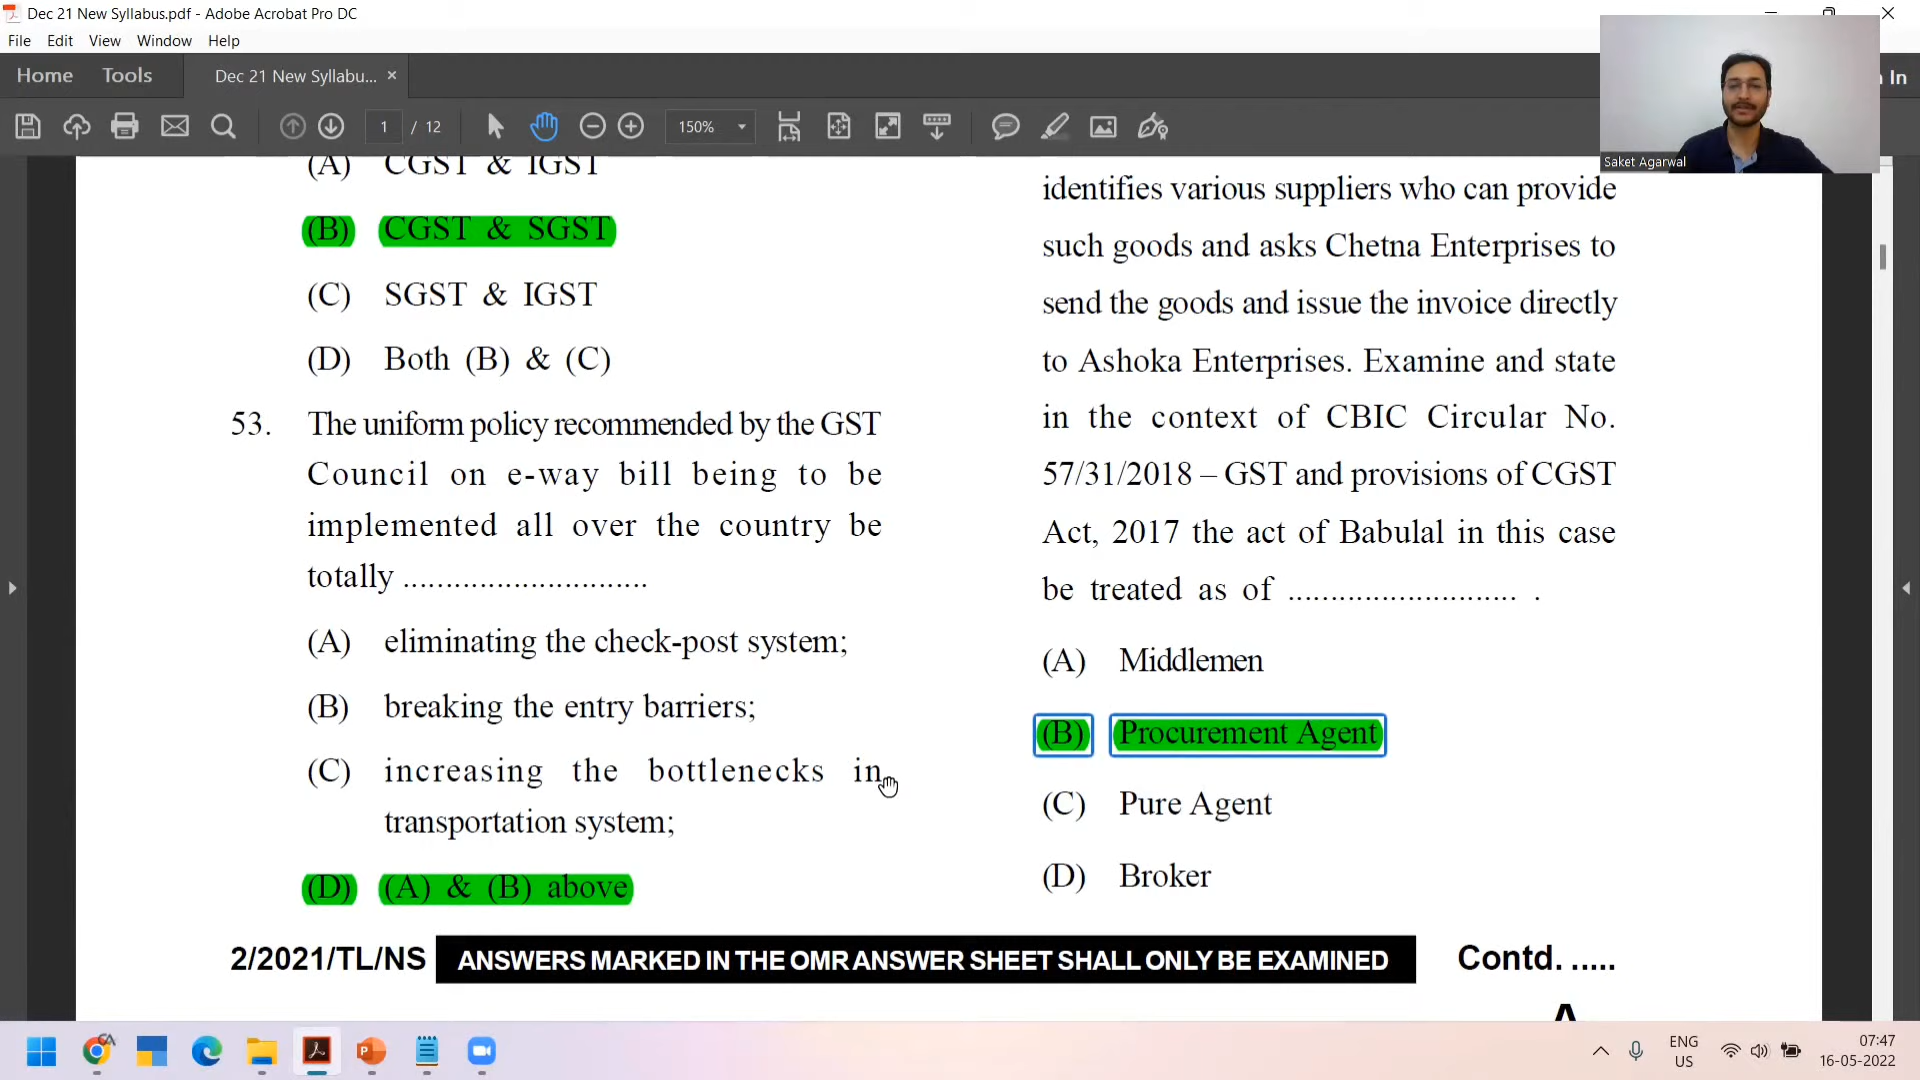 Dec 21 New Syllabus.pdf - Adobe Acrobat Pro DC
File Edit View Window Help
Home Tools Dec 21 New Syllabu... ×
n In
1 / 12 150%
Saket Agarwal
(A) CGST & IGST
(B) CGST & SGST
(C) SGST & IGST
(D) Both (B) & (C)
53. The uniform policy recommended by the GST
Council on e-way bill being to be
implemented all over the country be
totally .............................
(A) eliminating the check-post system;
(B) breaking the entry barriers;
(C) increasing the bottlenecks in
transportation system;
(D) (A) & (B) above
identifies various suppliers who can provide
such goods and asks Chetna Enterprises to
send the goods and issue the invoice directly
to Ashoka Enterprises. Examine and state
in the context of CBIC Circular No.
57/31/2018 – GST and provisions of CGST
Act, 2017 the act of Babulal in this case
be treated as of ........................... .
(A) Middlemen
(B) Procurement Agent
(C) Pure Agent
(D) Broker
2/2021/TL/NS ANSWERS MARKED IN THE OMR ANSWER SHEET SHALL ONLY BE EXAMINED Contd. .....
A
ENG
US
07:47
16-05-2022